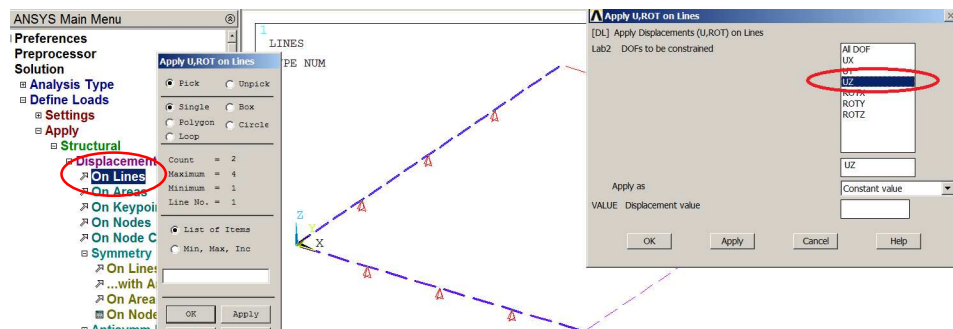 ANSYS Main Menu
Preferences
Preprocessor
Solution
Analysis Type
Define Loads
Settings
Apply
Structural
Displacement
On Lines
On Areas
On Keypoi
On Nodes
On Node C
Symmetry
On Lines
...with A
On Area
On Node
Apply U,ROT on Lines
Pick Unpick
Single Box
Polygon Circle
Loop
Count = 2
Maximum = 4
Minimum = 1
Line No. = 1
List of Items
Min, Max, Inc
OK Apply
1
LINES
PE NUM
Z
Y
X
Apply U,ROT on Lines
[DL] Apply Displacements (U,ROT) on Lines
Lab2 DOFs to be constrained
All DOF
UX
UY
UZ
ROTX
ROTY
ROTZ
UZ
Apply as Constant value
VALUE Displacement value
OK Apply Cancel Help